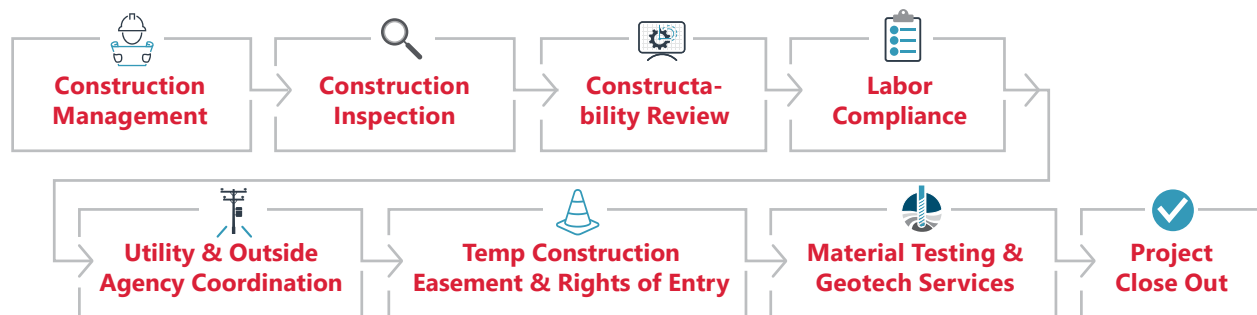 Construction
Management
Construction
Inspection
Constructa-
bility Review
Labor
Compliance
Utility & Outside
Agency Coordination
Temp Construction
Easement & Rights of Entry
Material Testing &
Geotech Services
Project
Close Out